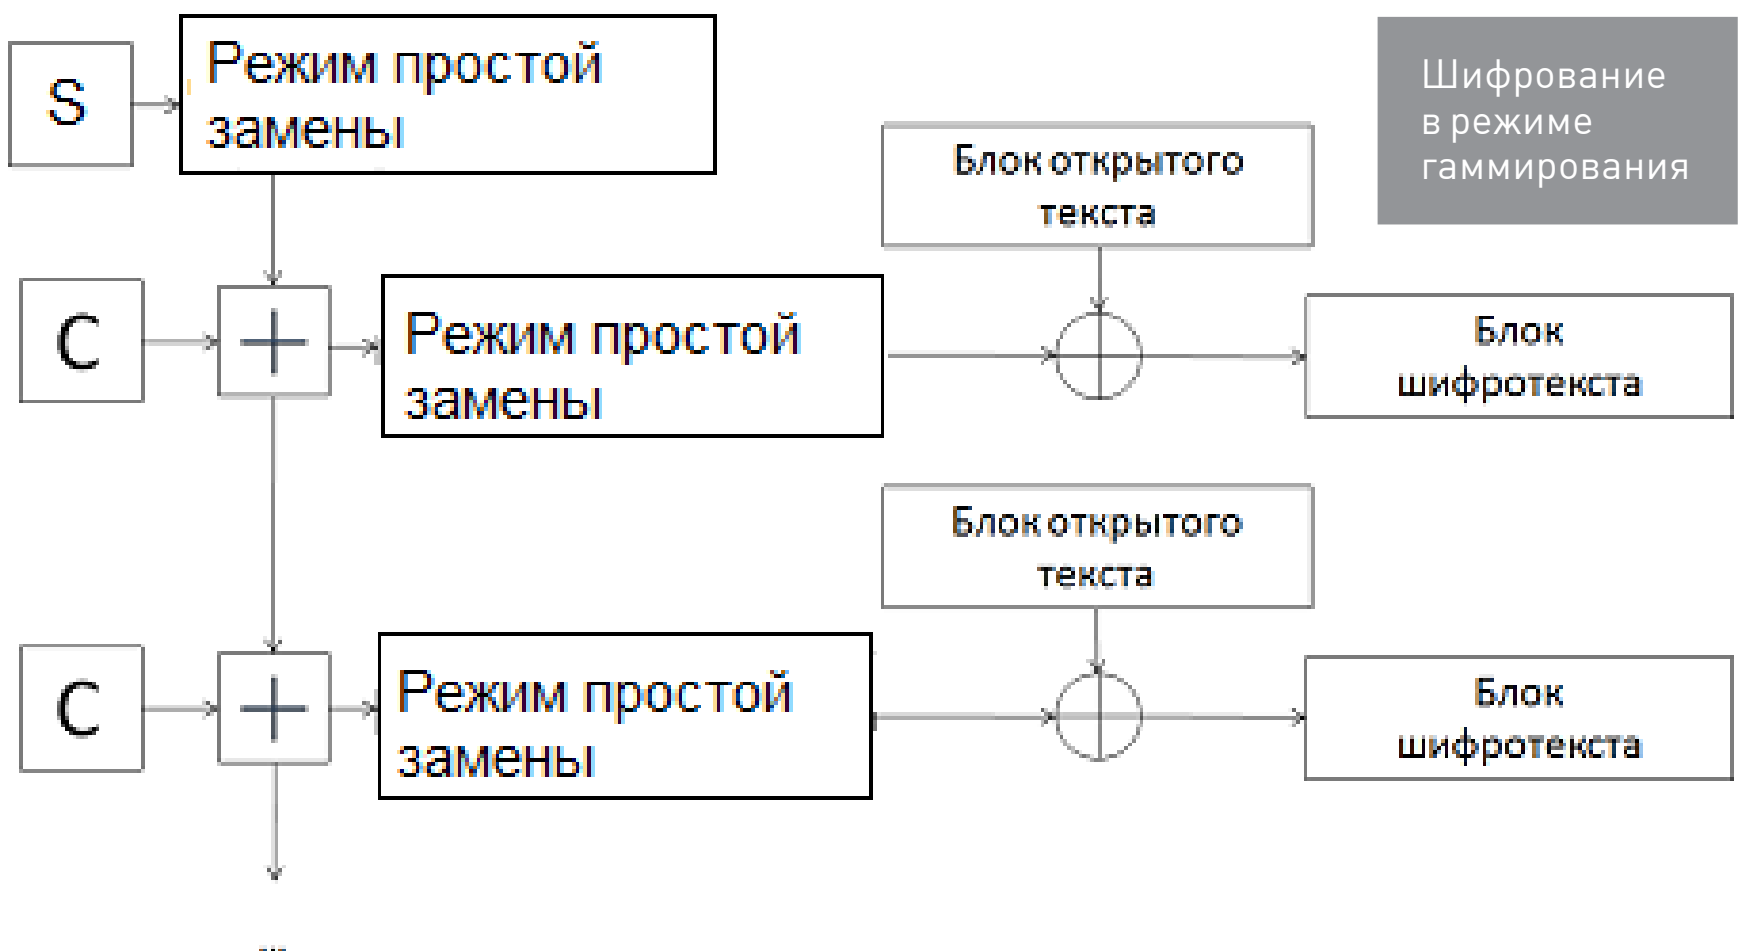 S
Режим простой
замены
Шифрование
в режиме
гаммирования
Блок открытого
текста
C
+
Режим простой
замены
Блок
шифротекста
Блок открытого
текста
C
+
Режим простой
замены
Блок
шифротекста
...